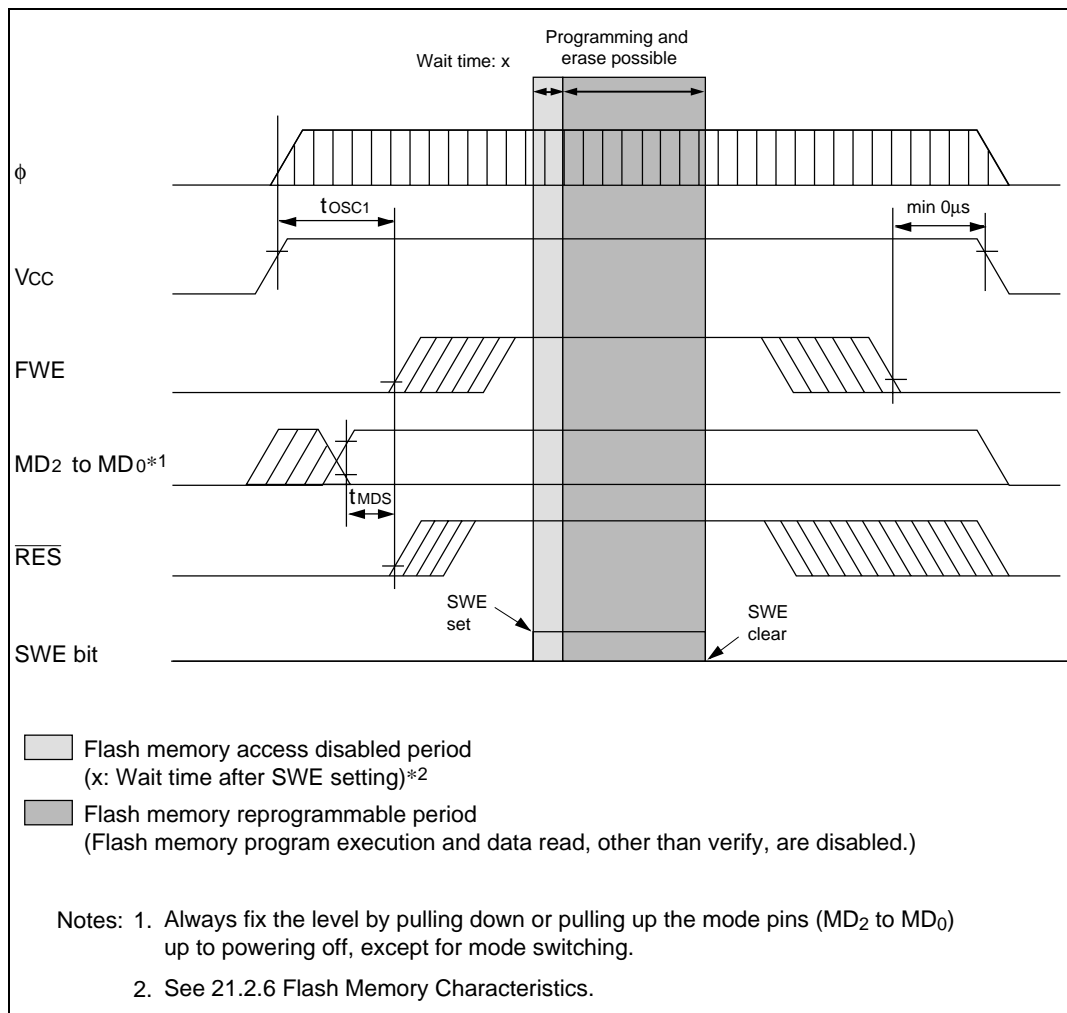 Programming and
erase possible
Wait time: x
φ
tOSC1
min 0μs
VCC
FWE
MD2 to MD0*1
tMDS
RES
SWE
set
SWE
clear
SWE bit
Flash memory access disabled period
(x: Wait time after SWE setting)*2
Flash memory reprogrammable period
(Flash memory program execution and data read, other than verify, are disabled.)
Notes: 1. Always fix the level by pulling down or pulling up the mode pins (MD2 to MD0)
up to powering off, except for mode switching.
2. See 21.2.6 Flash Memory Characteristics.